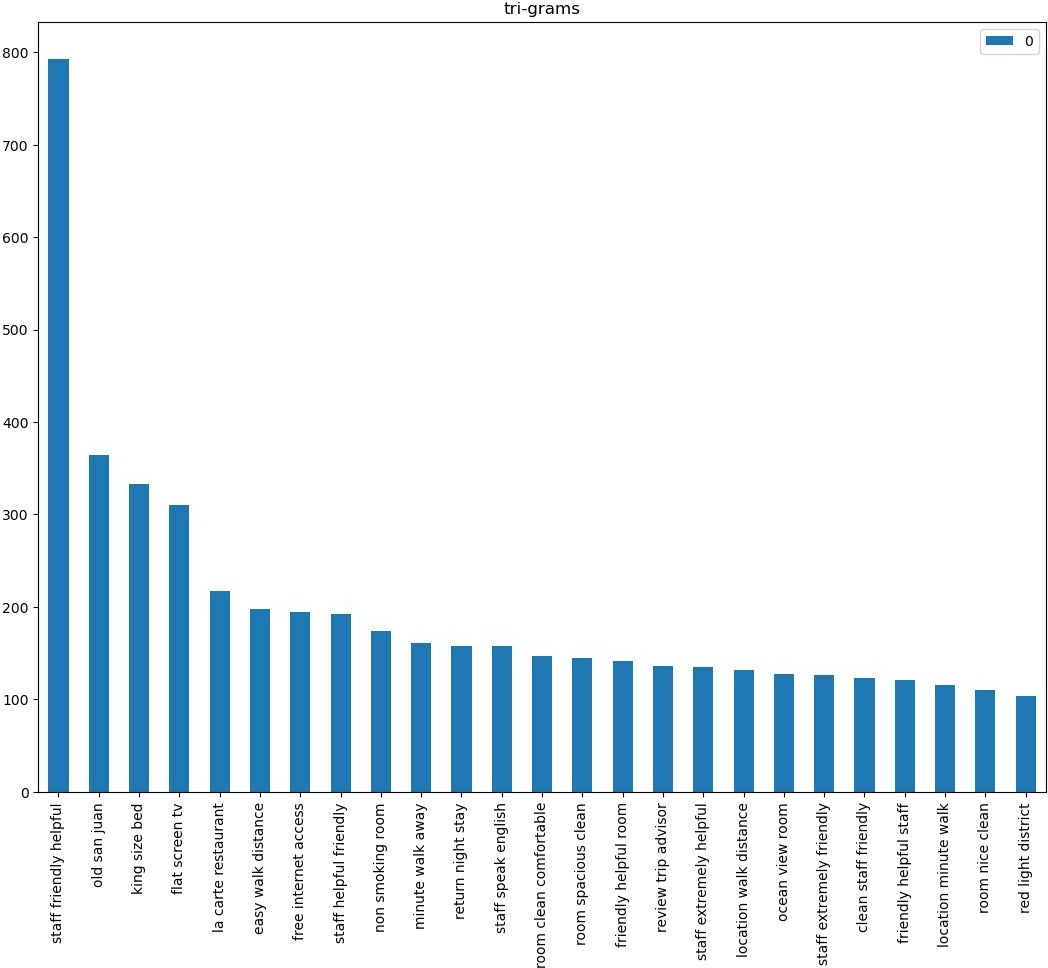 tri-grams
0
800
700
600
500
400
300
200
100
0
staff friendly helpful
old san juan
king size bed
flat screen tv
la carte restaurant
easy walk distance
free internet access
staff helpful friendly
non smoking room
minute walk away
return night stay
staff speak english
room clean comfortable
room spacious clean
friendly helpful room
review trip advisor
staff extremely helpful
location walk distance
ocean view room
staff extremely friendly
clean staff friendly
friendly helpful staff
location minute walk
room nice clean
red light district